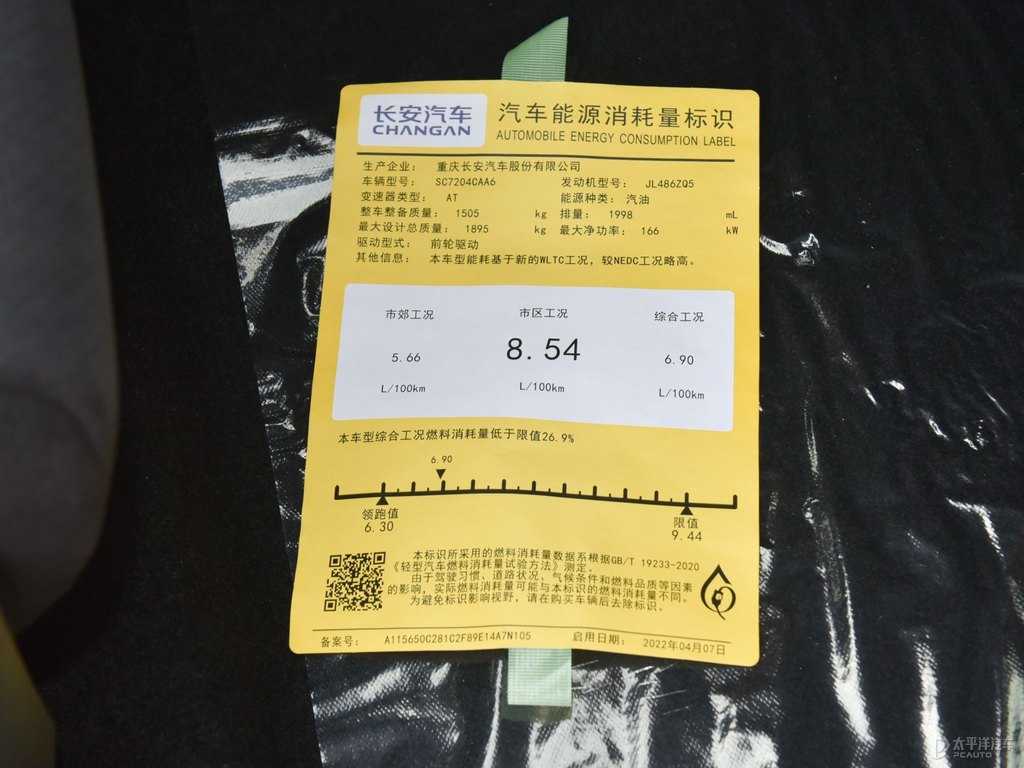 长安汽车
CHANGAN
汽车能源消耗量标识
AUTOMOBILE ENERGY CONSUMPTION LABEL
生产企业： 重庆长安汽车股份有限公司
车辆型号： SC7204CAA6 发动机型号： JL486ZQ5
变速器类型： AT 能源种类： 汽油
整车整备质量： 1505 kg 排量： 1998 mL
最大设计总质量： 1895 kg 最大净功率： 166 kW
驱动型式： 前轮驱动
其他信息： 本车型能耗基于新的WLTC工况，较NEDC工况略高。
市郊工况 市区工况 综合工况
5.66 8.54 6.90
L/100km L/100km L/100km
本车型综合工况燃料消耗量低于限值26.9%
6.90
领跑值 限值
6.30 9.44
本标识所采用的燃料消耗量数据系根据GB/T 19233-2020
《轻型汽车燃料消耗量试验方法》测定。
由于驾驶习惯、道路状况、气候条件和燃料品质等因素
的影响，实际燃料消耗量可能与本标识的燃料消耗量不同。
为避免标识影响视野，请在购买车辆后去除标识。
备案号： A115650C281C2F89E14A7N105 启用日期： 2022年04月07日
太平洋汽车
PCAUTO